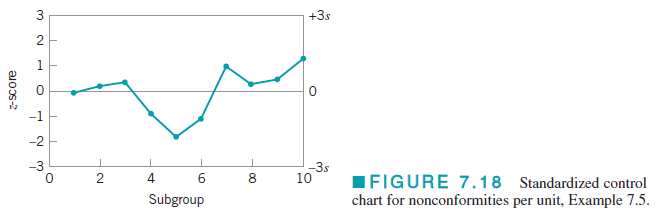 3
+3s
2
1
0
0
-1
-2
-3
-3s
z-score
0
2
4
6
8
10
Subgroup
FIGURE 7.18 Standardized control
chart for nonconformities per unit, Example 7.5.